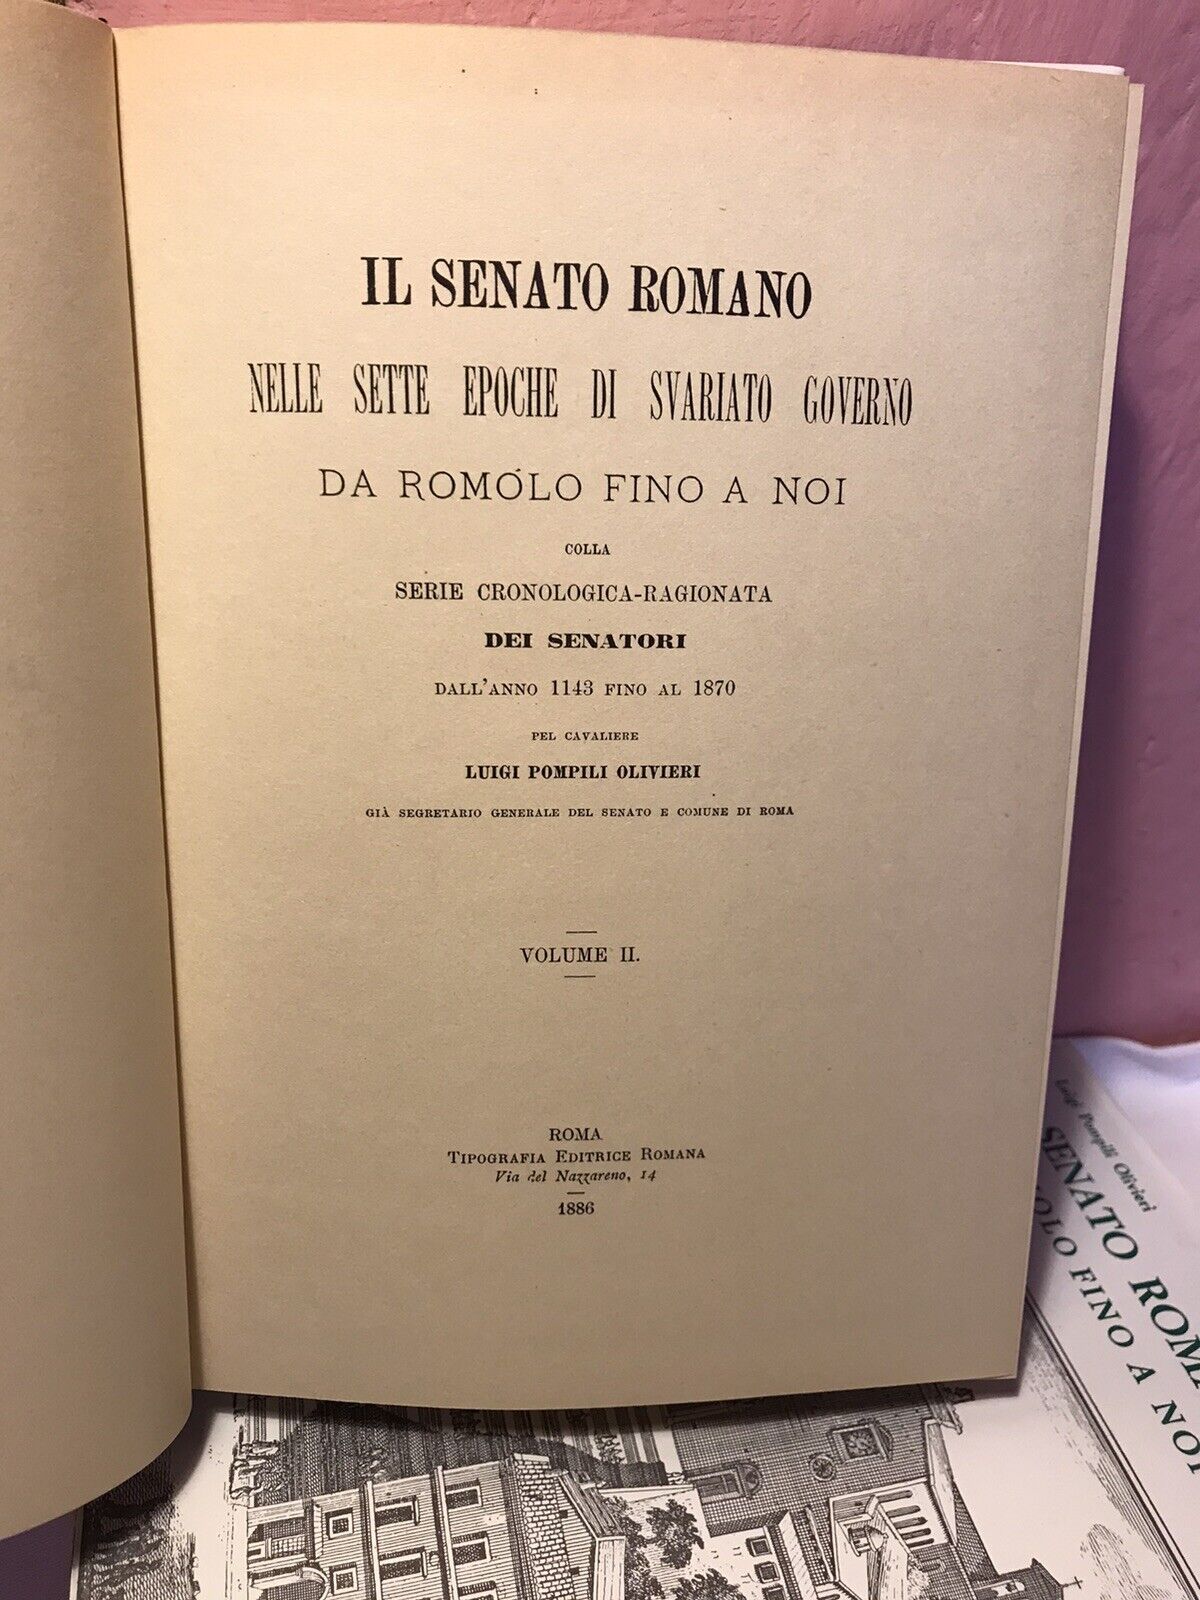 IL SENATO ROMANO
NELLE SETTE EPOCHE DI SVARIATO GOVERNO
DA ROMOLO FINO A NOI
COLLA
SERIE CRONOLOGICA-RAGIONATA
DEI SENATORI
DALL'ANNO 1143 FINO AL 1870
PEL CAVALIERE
LUIGI POMPILI OLIVIERI
GIÀ SEGRETARIO GENERALE DEL SENATO E COMUNE DI ROMA
VOLUME II.
ROMA
TIPOGRAFIA EDITRICE ROMANA
Via del Nazzareno, 14
1886
Luigi Pompili Olivieri
SENATO ROM
OLO FINO A NOI